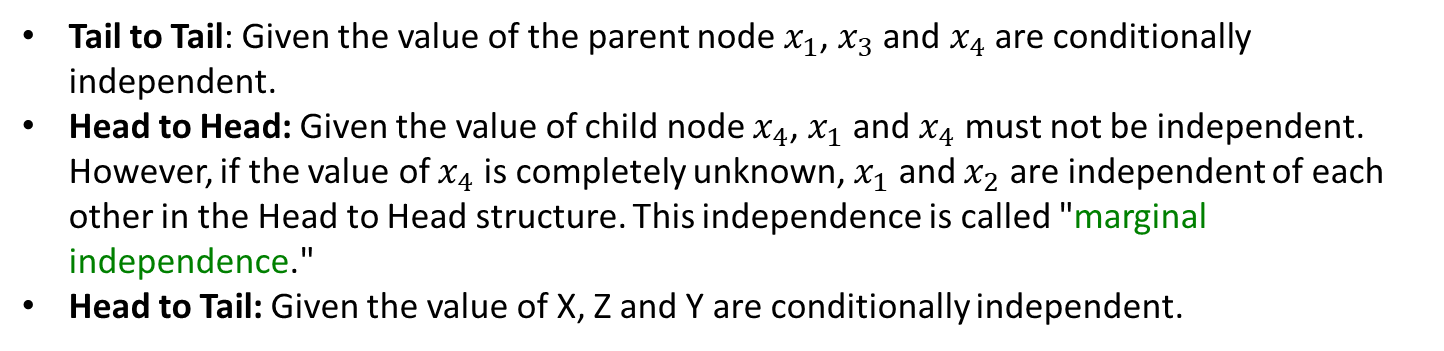 • Tail to Tail: Given the value of the parent node x₁, x₃ and x₄ are conditionally
independent.
• Head to Head: Given the value of child node x₄, x₁ and x₄ must not be independent.
However, if the value of x₄ is completely unknown, x₁ and x₂ are independent of each
other in the Head to Head structure. This independence is called "marginal
independence."
• Head to Tail: Given the value of X, Z and Y are conditionally independent.